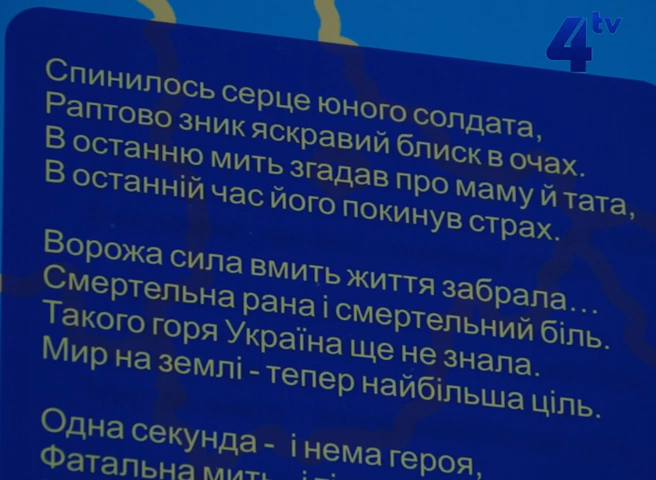 4tv
Спинилось серце юного солдата,
Раптово зник яскравий блиск в очах.
В останню мить згадав про маму й тата,
В останній час його покинув страх.
Ворожа сила вмить життя забрала...
Смертельна рана і смертельний біль.
Такого горя Україна ще не знала.
Мир на землі - тепер найбільша ціль.
Одна секунда - і нема героя,
Фатальна мить